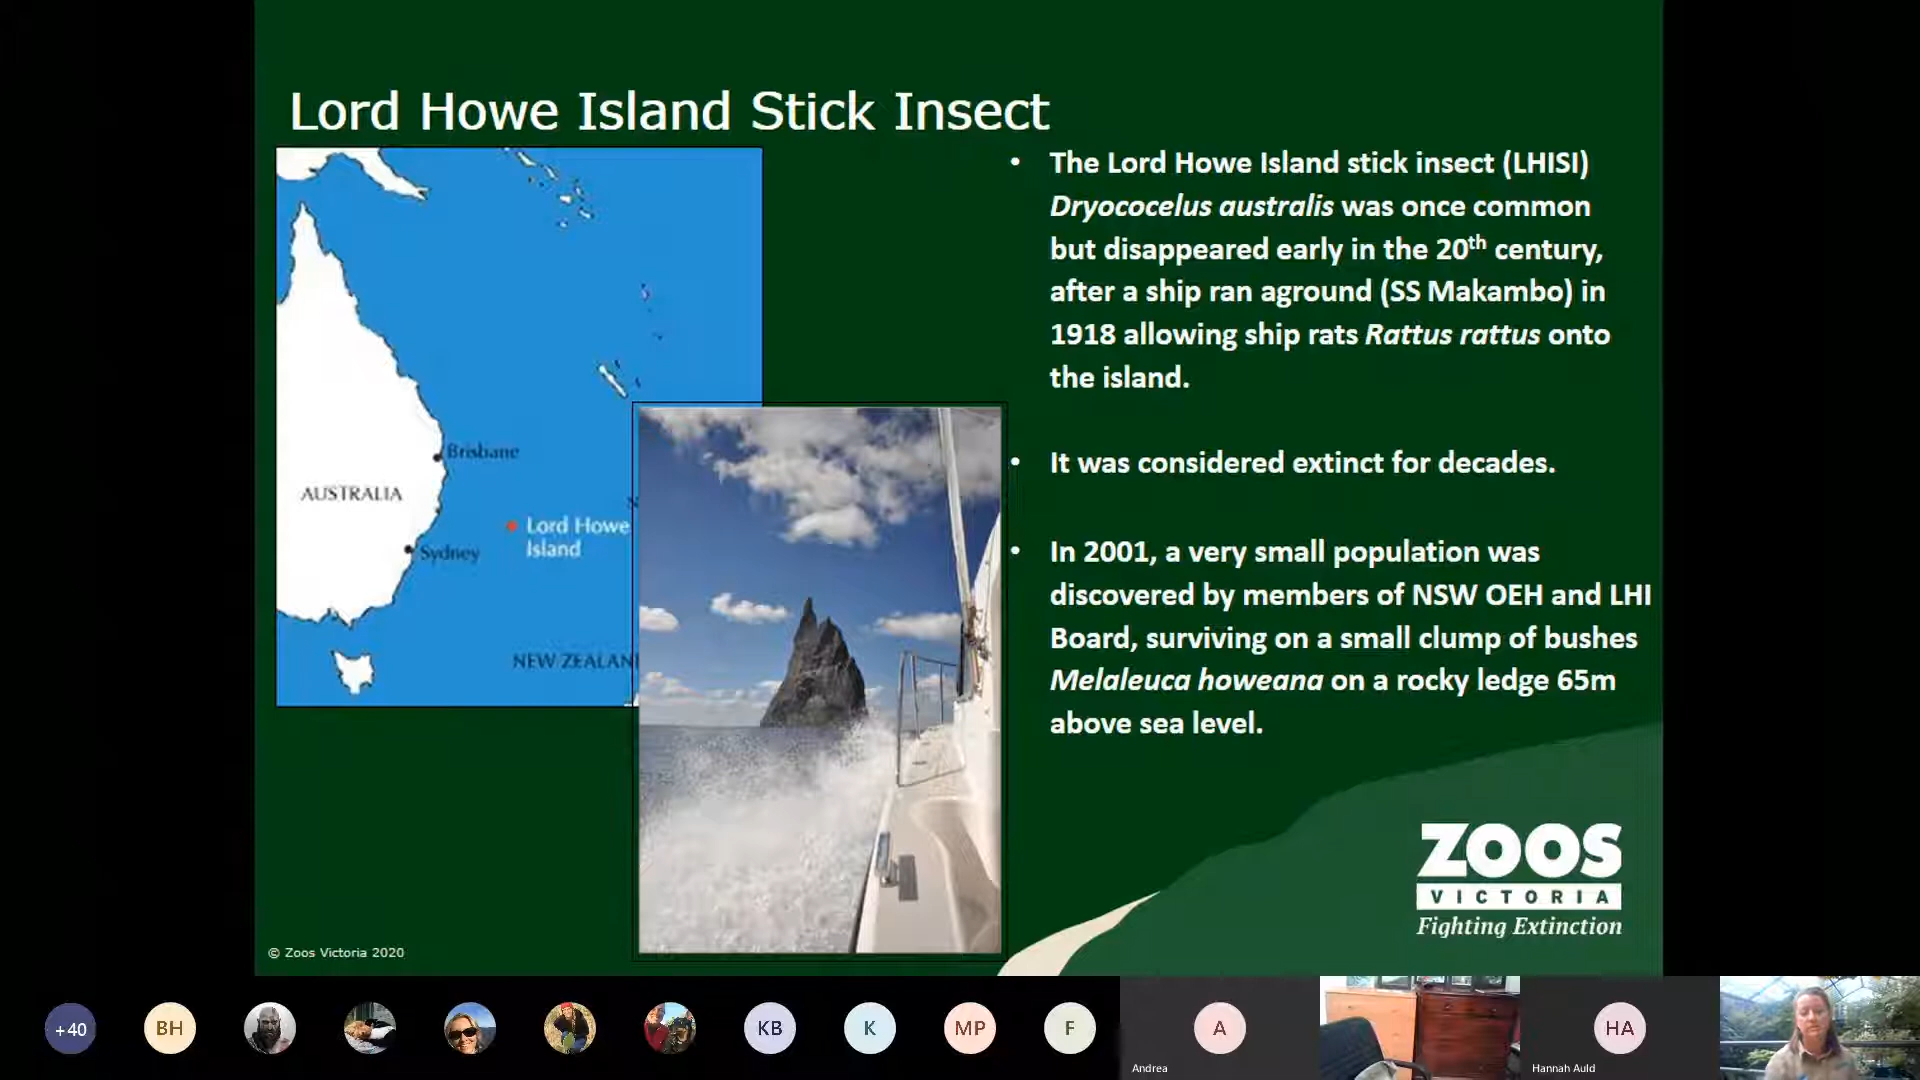 Lord Howe Island Stick Insect
Brisbane
AUSTRALIA
Lord Howe
Island
Sydney
NEW ZEALAN
• The Lord Howe Island stick insect (LHISI)
Dryococelus australis was once common
but disappeared early in the 20th century,
after a ship ran aground (SS Makambo) in
1918 allowing ship rats Rattus rattus onto
the island.
• It was considered extinct for decades.
• In 2001, a very small population was
discovered by members of NSW OEH and LHI
Board, surviving on a small clump of bushes
Melaleuca howeana on a rocky ledge 65m
above sea level.
ZOOS
VICTORIA
Fighting Extinction
© Zoos Victoria 2020
+40
BH
KB
K
MP
F
A
Andrea
HA
Hannah Auld